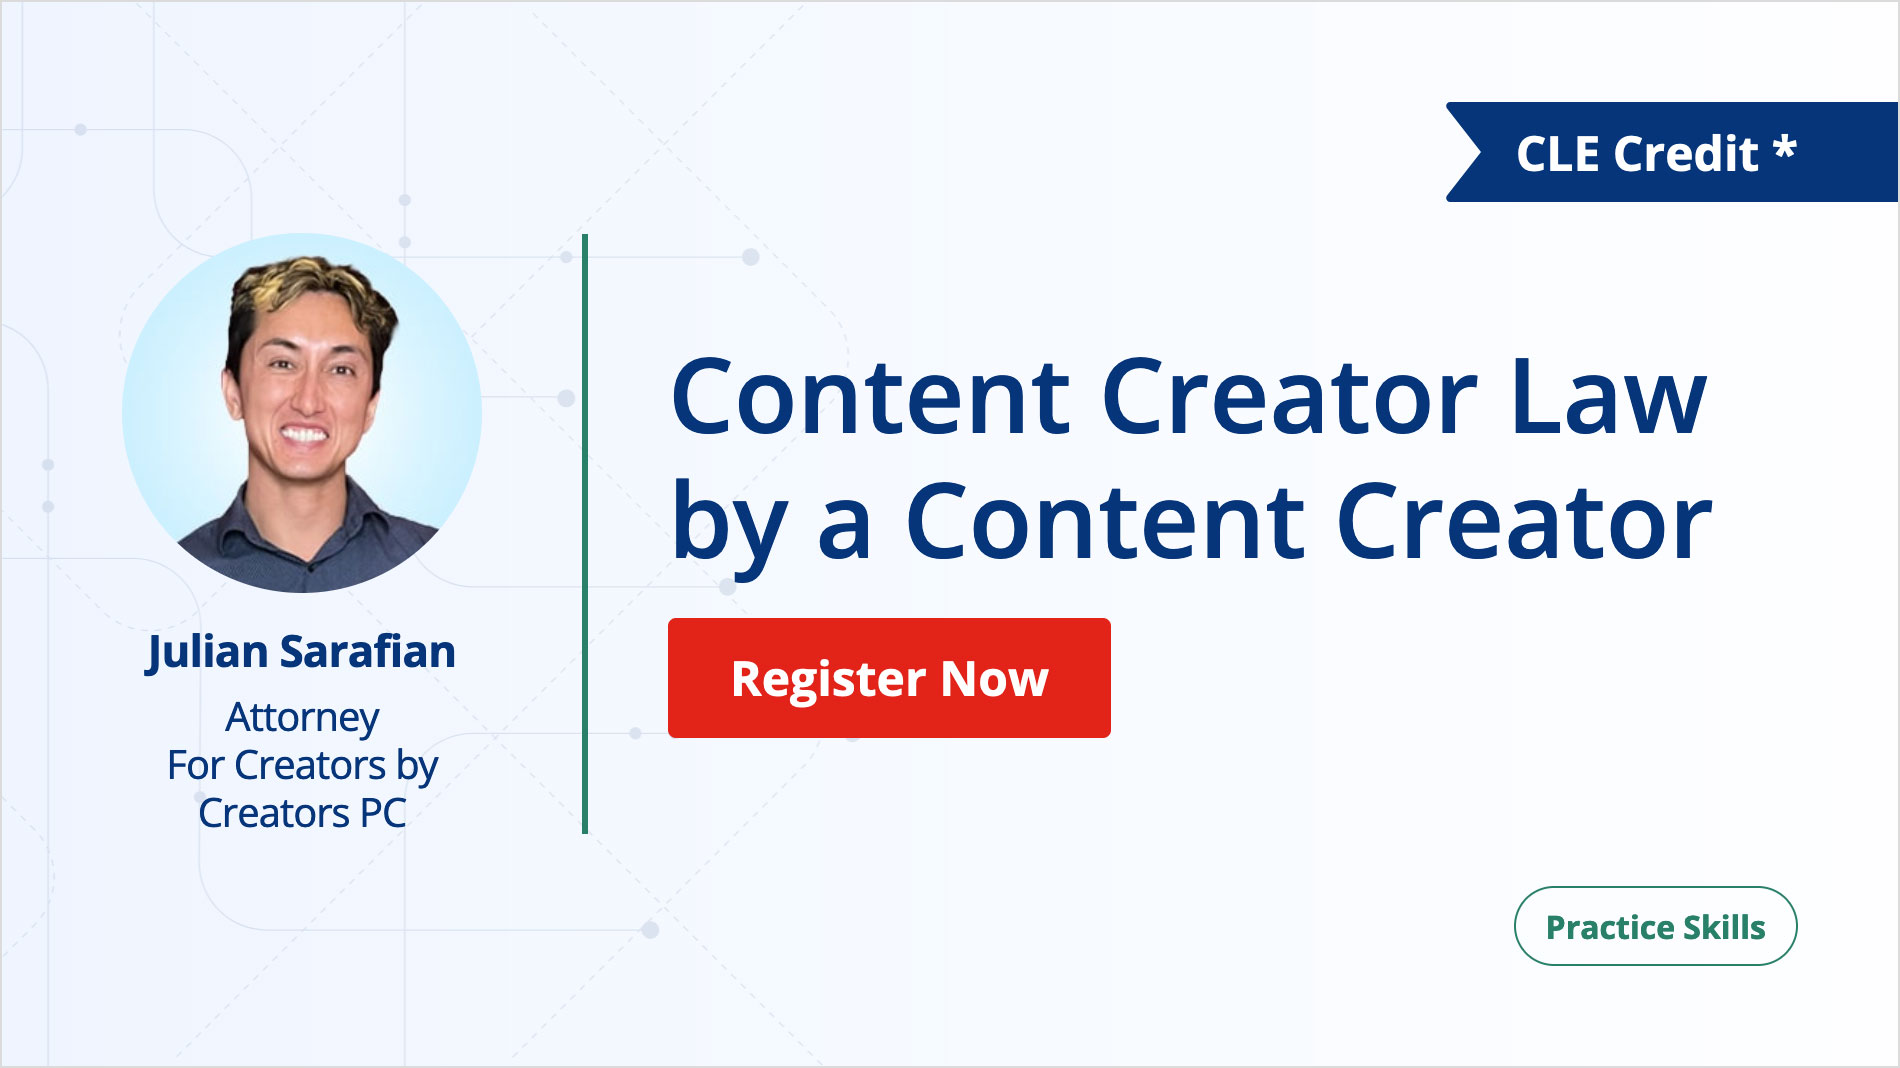 CLE Credit *
Julian Sarafian
Attorney
For Creators by
Creators PC
Content Creator Law
by a Content Creator
Register Now
Practice Skills